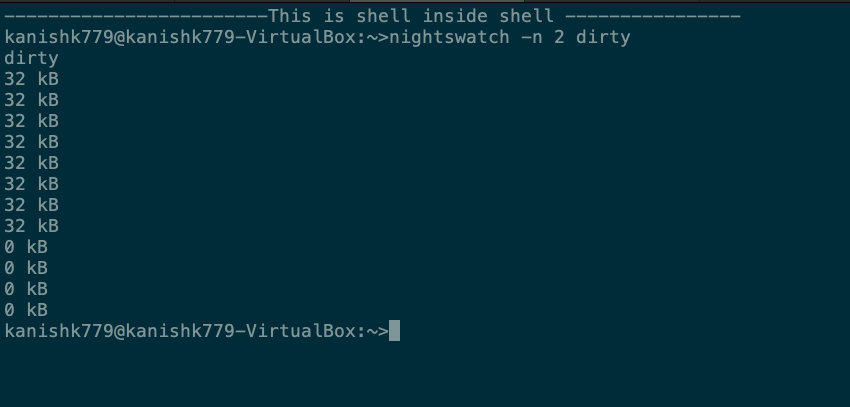 ------------------------This is shell inside shell ----------------
kanishk779@kanishk779-VirtualBox:~>nightswatch -n 2 dirty
dirty
32 kB
32 kB
32 kB
32 kB
32 kB
32 kB
32 kB
32 kB
0 kB
0 kB
0 kB
0 kB
kanishk779@kanishk779-VirtualBox:~>